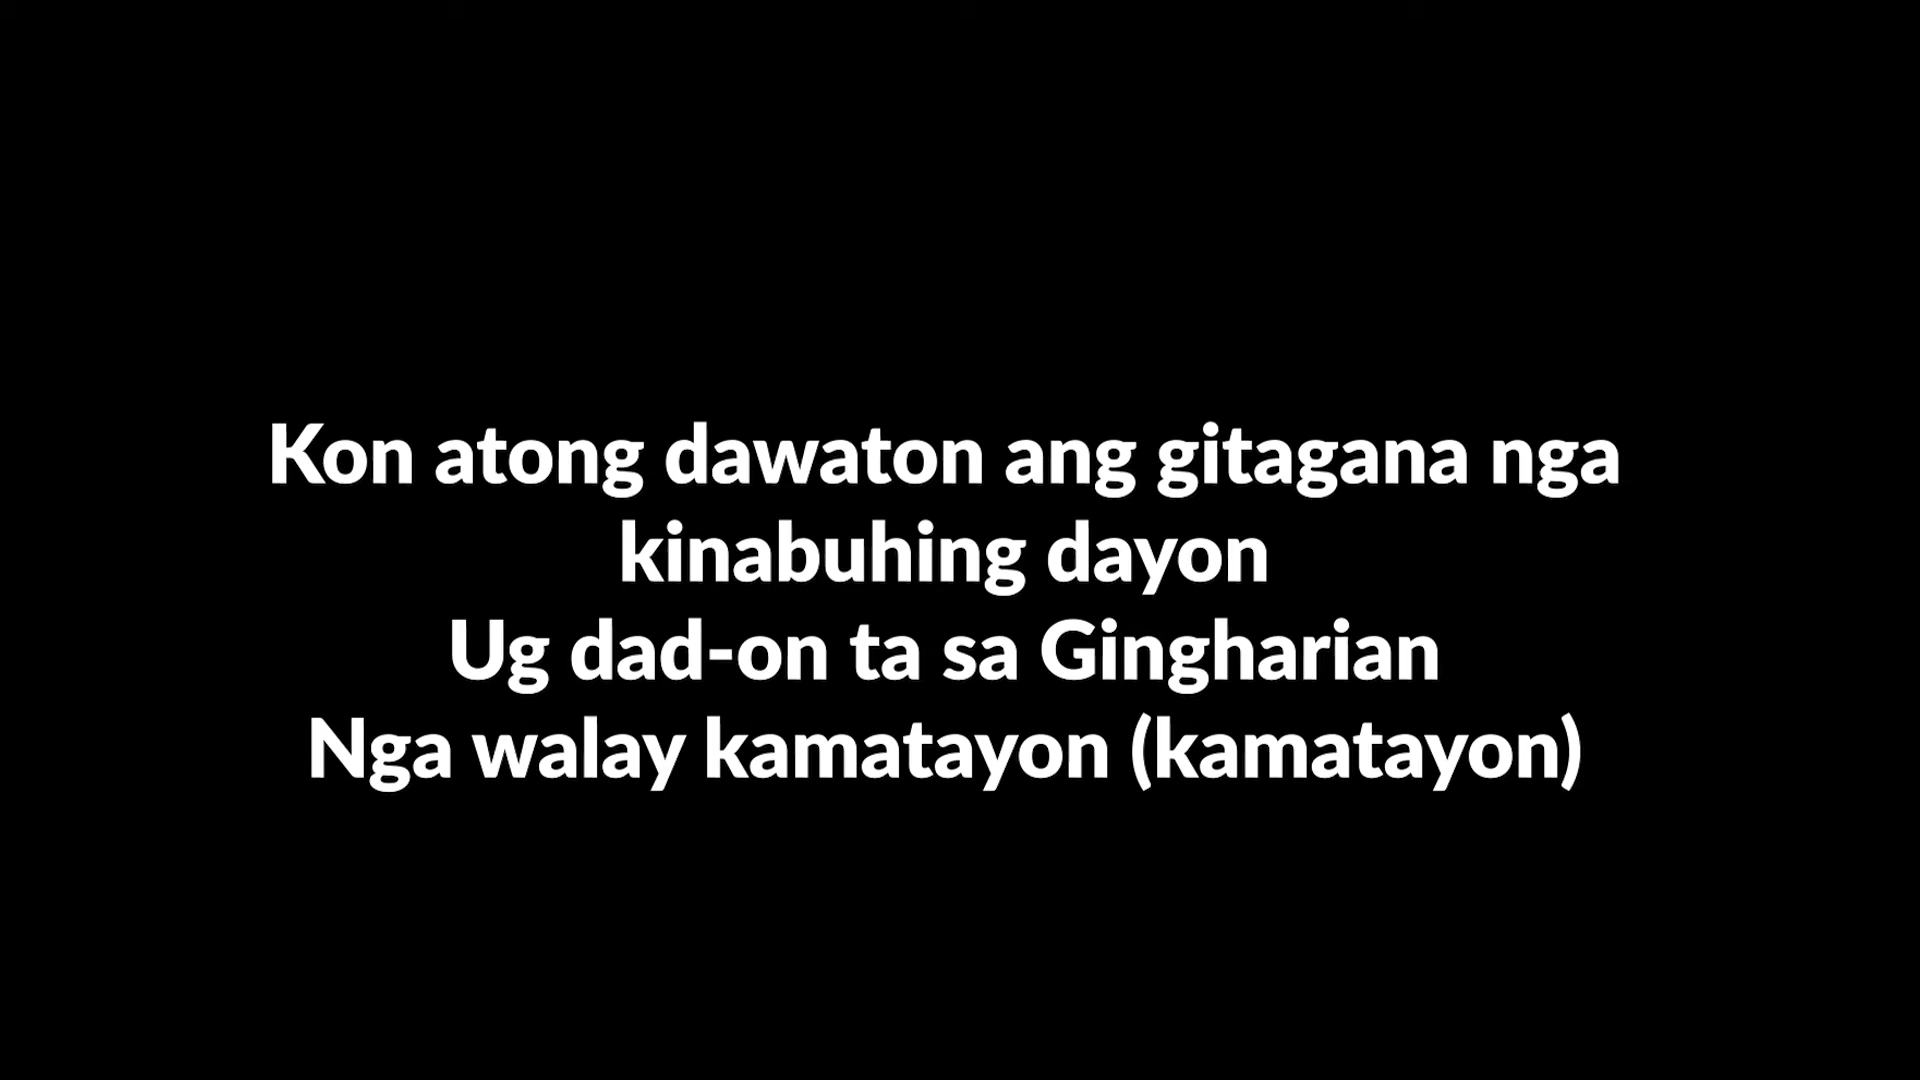 Kon atong dawaton ang gitagana nga
kinabuhing dayon
Ug dad-on ta sa Gingharian
Nga walay kamatayon (kamatayon)